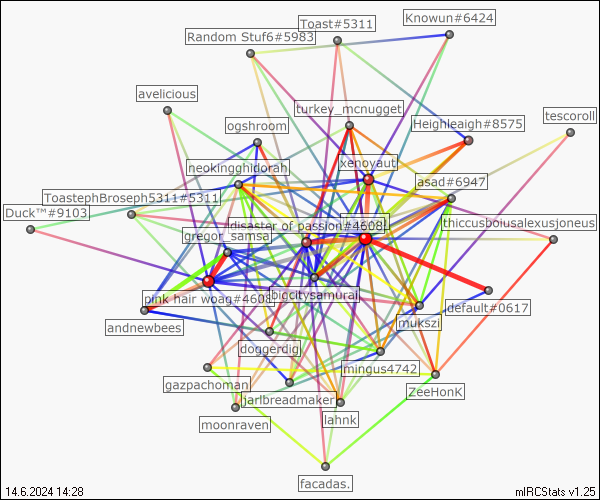 Knowun#6424
Toast#5311
Random Stuf6#5983
avelicious
turkey_mcnugget
tescoroll
Heighleaigh#8575
ogshroom
xenoyaut
neokingghidorah
asad#6947
ToastephBroseph5311#5311
Duck™#9103
disaster of passion#4608
thiccusboiusalexusjoneus
gregor_samsa
pink hair woag#4608
bigcitysamurai
default#0617
andnewbees
mukszi
doggerdig
mingus4742
gazpachoman
ZeeHonK
jarlbreadmaker
lahnk
moonraven
facadas.
14.6.2024 14:28
mIRCStats v1.25